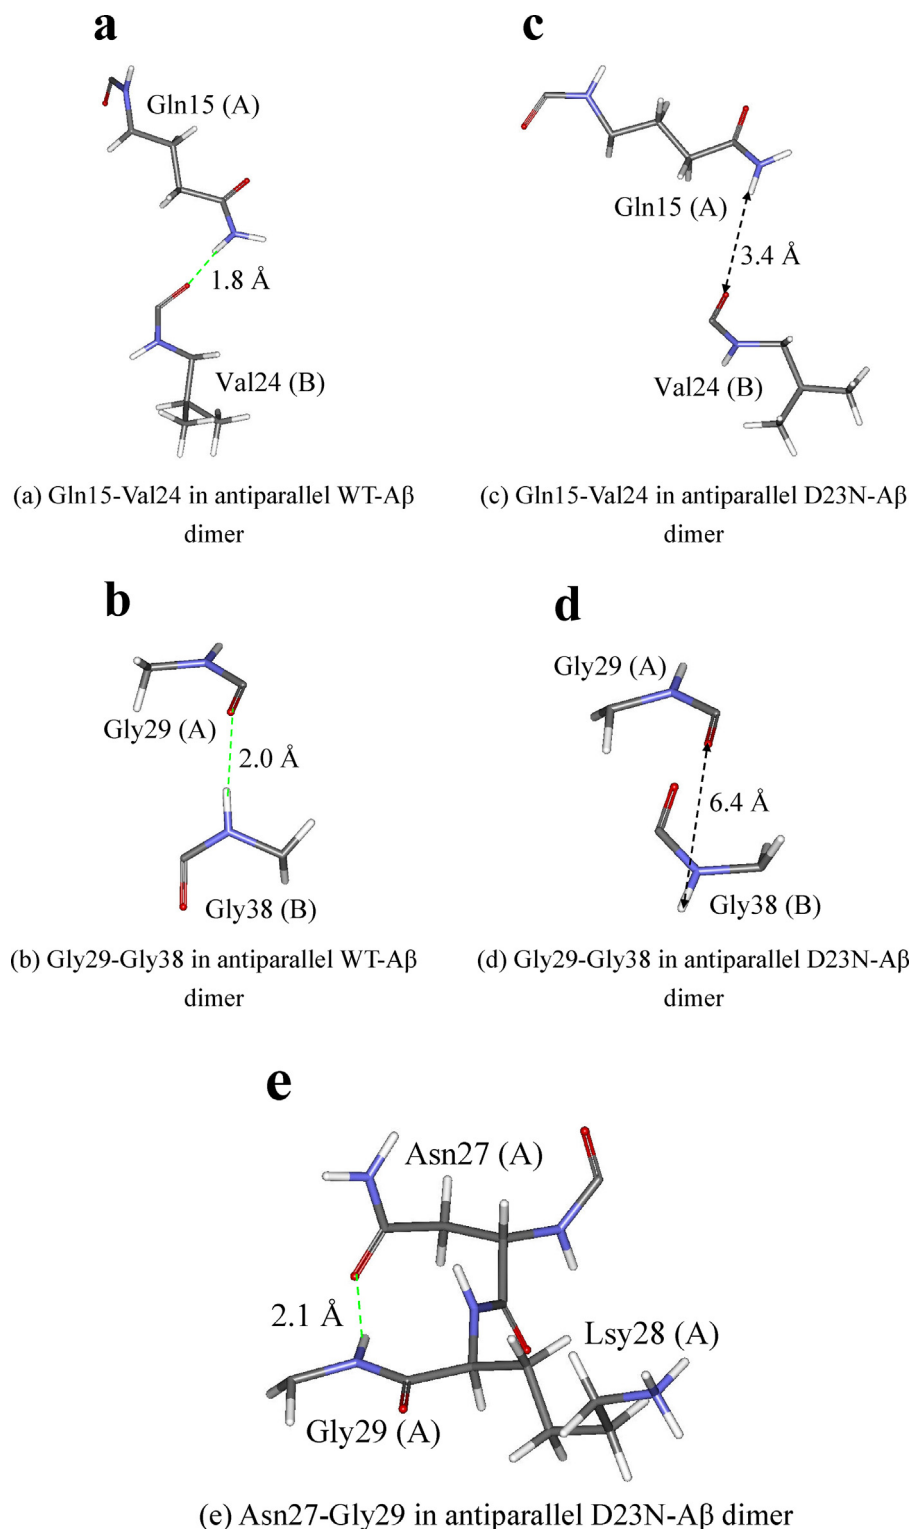 a
Gln15 (A)
1.8 Å
Val24 (B)
(a) Gln15-Val24 in antiparallel WT-Aβ
dimer
c
Gln15 (A)
3.4 Å
Val24 (B)
(c) Gln15-Val24 in antiparallel D23N-Aβ
dimer
b
Gly29 (A)
2.0 Å
Gly38 (B)
(b) Gly29-Gly38 in antiparallel WT-Aβ
dimer
d
Gly29 (A)
6.4 Å
Gly38 (B)
(d) Gly29-Gly38 in antiparallel D23N-Aβ
dimer
e
Asn27 (A)
2.1 Å
Lsy28 (A)
Gly29 (A)
(e) Asn27-Gly29 in antiparallel D23N-Aβ dimer